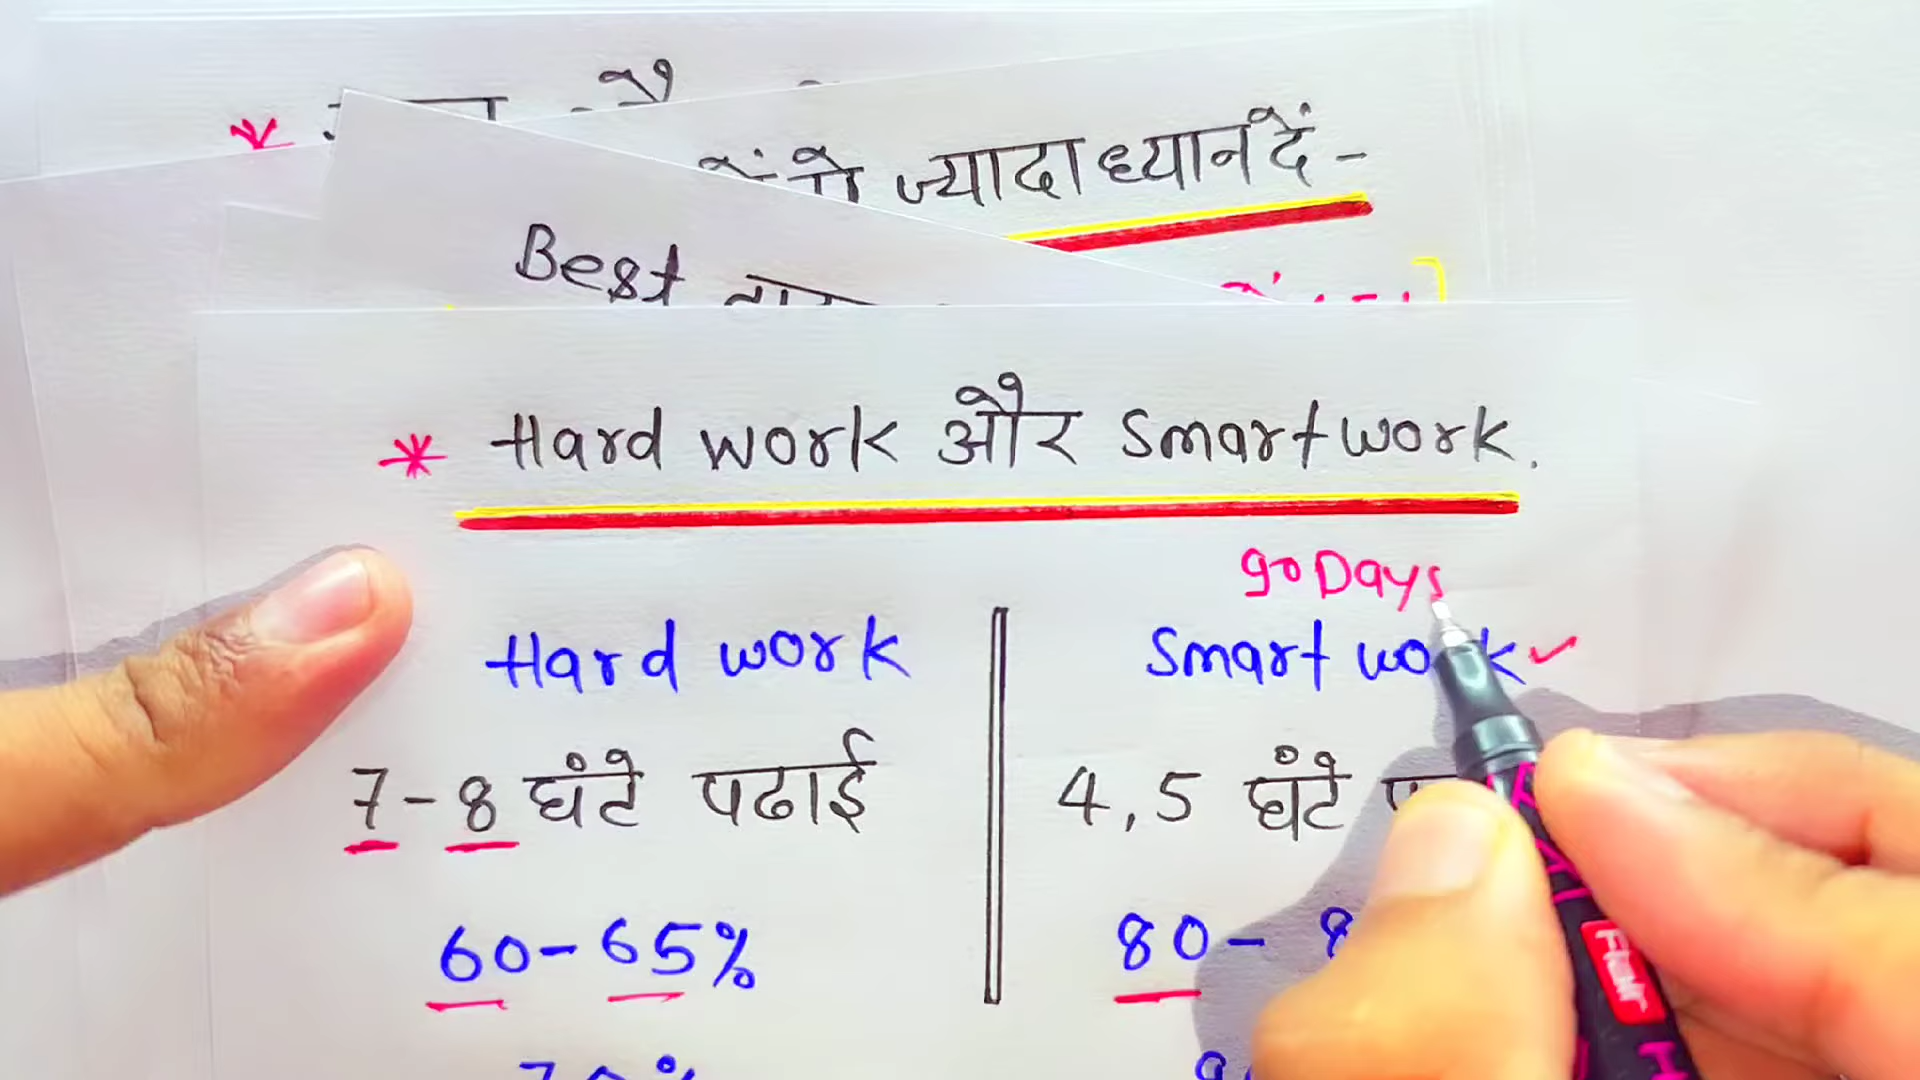 ज्यादा ध्यान दें -
Best
* Hard work और Smart work.
90 Days
Hard work
Smart work
7-8 घंटे पढाई
4,5 घंटे
60-65%
80-
Hair